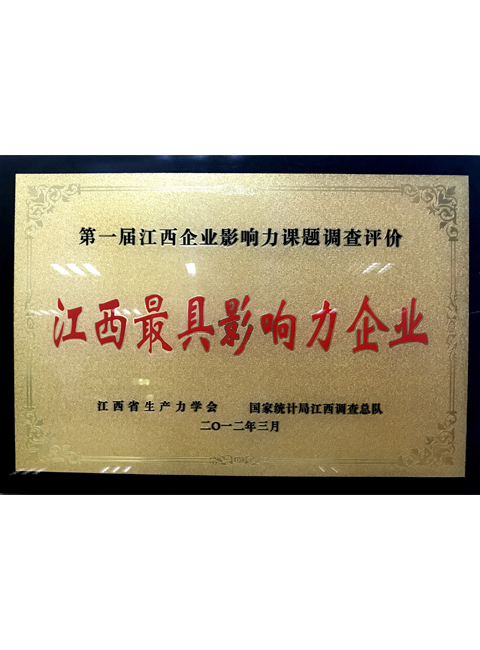 第一届江西企业影响力课题调查评价
江西最具影响力企业
江西省生产力学会 国家统计局江西调查总队
二〇一二年三月